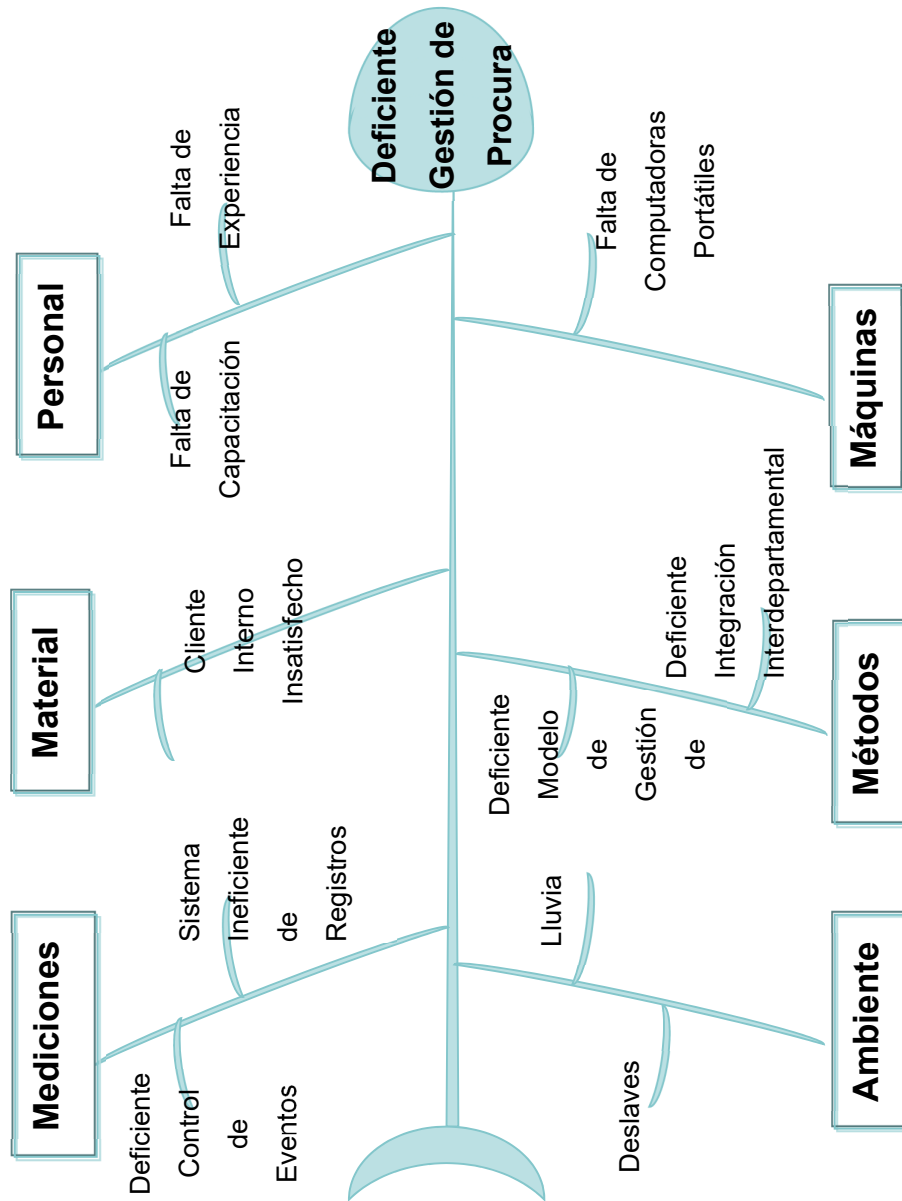 Mediciones
Material
Personal
Deficiente
Control
de
Eventos
Sistema
Ineficiente
de
Registros
Cliente
Interno
Insatisfecho
Falta de
Capacitación
Falta de
Experiencia
Deficiente
Gestión de
Procura
Deslaves
Lluvia
Deficiente
Modelo
de
Gestión
de
Deficiente
Integración
Interdepartamental
Falta de
Computadoras
Portátiles
Ambiente
Métodos
Máquinas